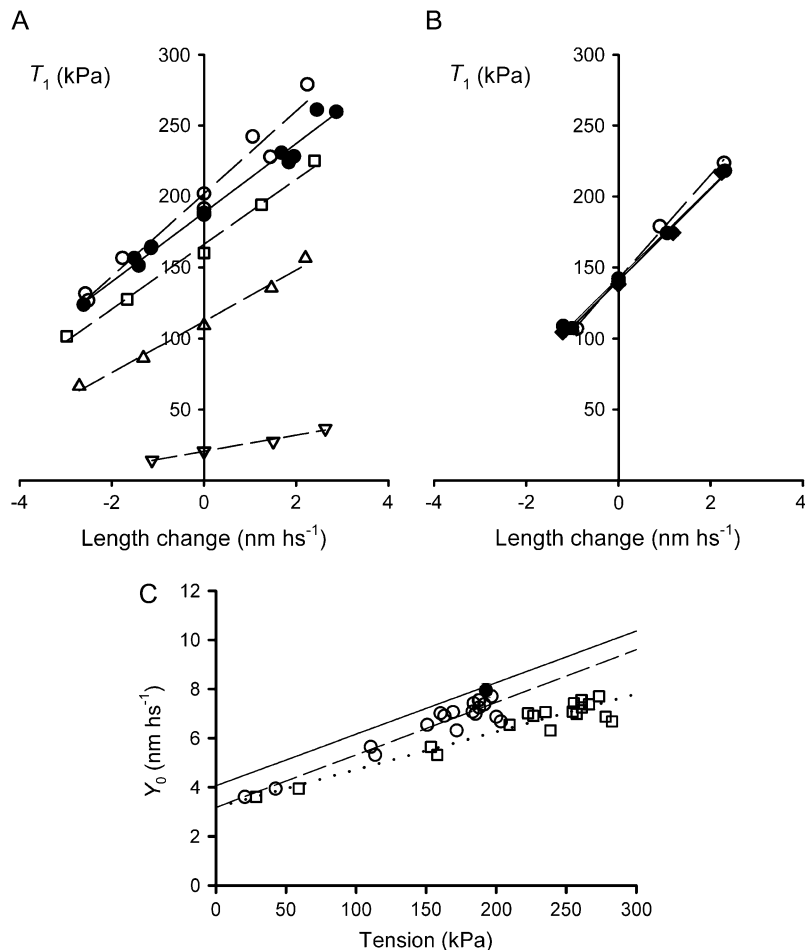 A
B
T1 (kPa)
T1 (kPa)
300
300
250
250
200
200
150
150
100
100
50
50
-4 -2 0 2 4
-4 -2 0 2 4
Length change (nm hs-1)
Length change (nm hs-1)
C
12
10
8
6
4
2
0
Y0 (nm hs-1)
0 50 100 150 200 250 300
Tension (kPa)